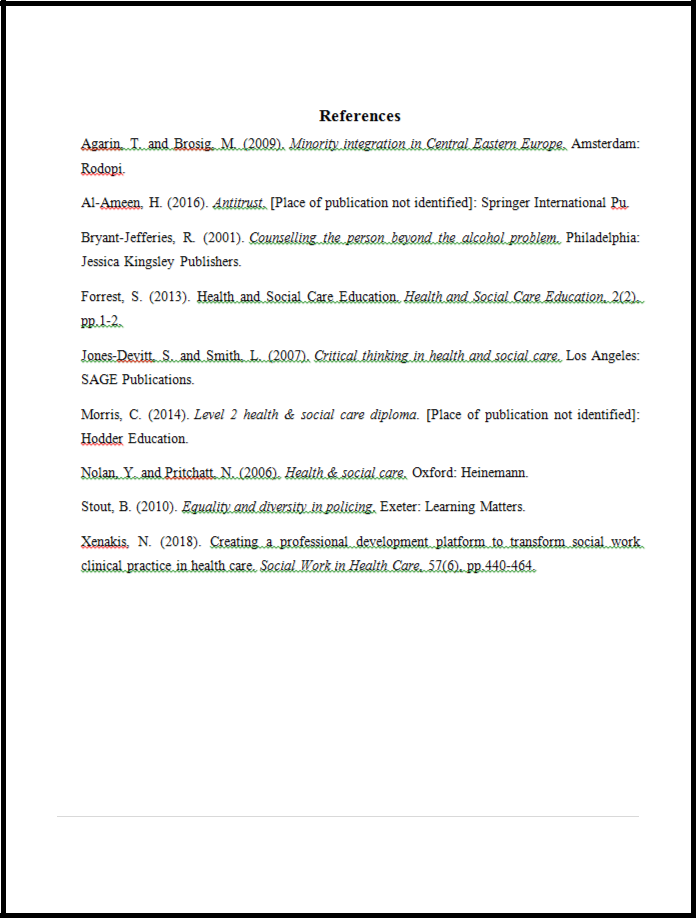 References
Agarin, T. and Brosig, M. (2009). Minority integration in Central Eastern Europe. Amsterdam:
Rodopi.
Al-Ameen, H. (2016). Antitrust. [Place of publication not identified]: Springer International Pu.
Bryant-Jefferies, R. (2001). Counselling the person beyond the alcohol problem. Philadelphia:
Jessica Kingsley Publishers.
Forrest, S. (2013). Health and Social Care Education. Health and Social Care Education, 2(2),
pp.1-2.
Jones-Devitt, S. and Smith, L. (2007). Critical thinking in health and social care. Los Angeles:
SAGE Publications.
Morris, C. (2014). Level 2 health & social care diploma. [Place of publication not identified]:
Hodder Education.
Nolan, Y. and Pritchatt, N. (2006). Health & social care. Oxford: Heinemann.
Stout, B. (2010). Equality and diversity in policing. Exeter: Learning Matters.
Xenakis, N. (2018). Creating a professional development platform to transform social work
clinical practice in health care. Social Work in Health Care, 57(6), pp.440-464.